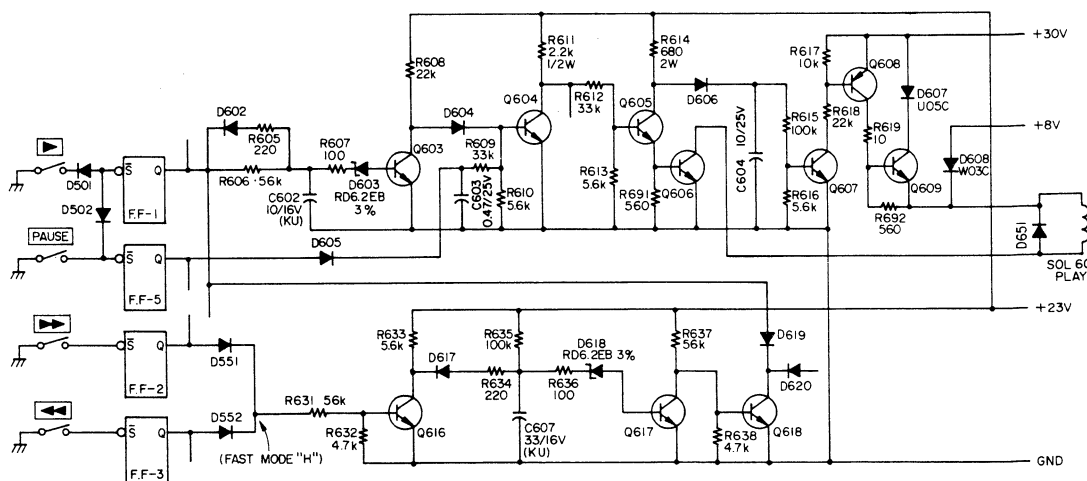 R608
22k
R611
2.2k
1/2W
R614
680
2W
R617
10k
Q608
+30V
D607
U05C
D602
R605
220
R607
100
D604
Q604
R612
33k
Q605
D606
R615
100k
R618
22k
R619
10
+8V
▶
D501
S̄ Q
F.F-1
R606 · 56k
D603
RD6.2EB
3%
Q603
R609
33k
C602
10/16V
(KU)
C603
0.47/25V
R610
5.6k
R613
5.6k
R691
560
Q606
C604 10/25V
R616
5.6k
Q607
Q609
R692
560
D608
W03C
D502
PAUSE
S̄ Q
F.F-5
D605
D651
SOL 60
PLAY
+23V
▶▶
S̄ Q
F.F-2
D551
R633
5.6k
D617
R635
100k
R634
220
D618
RD6.2EB 3%
R636
100
R637
56k
D619
D620
◀◀
S̄ Q
F.F-3
D552
R631 56k
R632
4.7k
Q616
C607
33/16V
(KU)
Q617
R638
4.7k
Q618
(FAST MODE "H")
GND